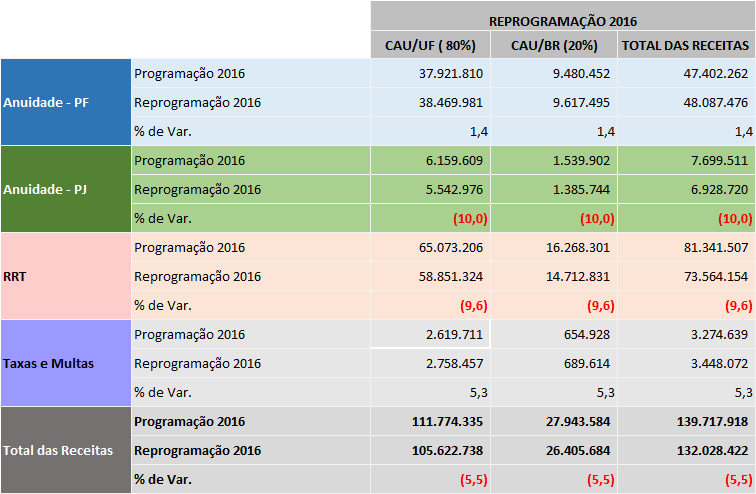 REPROGRAMAÇÃO 2016
CAU/UF ( 80%) CAU/BR (20%) TOTAL DAS RECEITAS
Anuidade - PF
Programação 2016 37.921.810 9.480.452 47.402.262
Reprogramação 2016 38.469.981 9.617.495 48.087.476
% de Var. 1,4 1,4 1,4
Anuidade - PJ
Programação 2016 6.159.609 1.539.902 7.699.511
Reprogramação 2016 5.542.976 1.385.744 6.928.720
% de Var. (10,0) (10,0) (10,0)
RRT
Programação 2016 65.073.206 16.268.301 81.341.507
Reprogramação 2016 58.851.324 14.712.831 73.564.154
% de Var. (9,6) (9,6) (9,6)
Taxas e Multas
Programação 2016 2.619.711 654.928 3.274.639
Reprogramação 2016 2.758.457 689.614 3.448.072
% de Var. 5,3 5,3 5,3
Total das Receitas
Programação 2016 111.774.335 27.943.584 139.717.918
Reprogramação 2016 105.622.738 26.405.684 132.028.422
% de Var. (5,5) (5,5) (5,5)